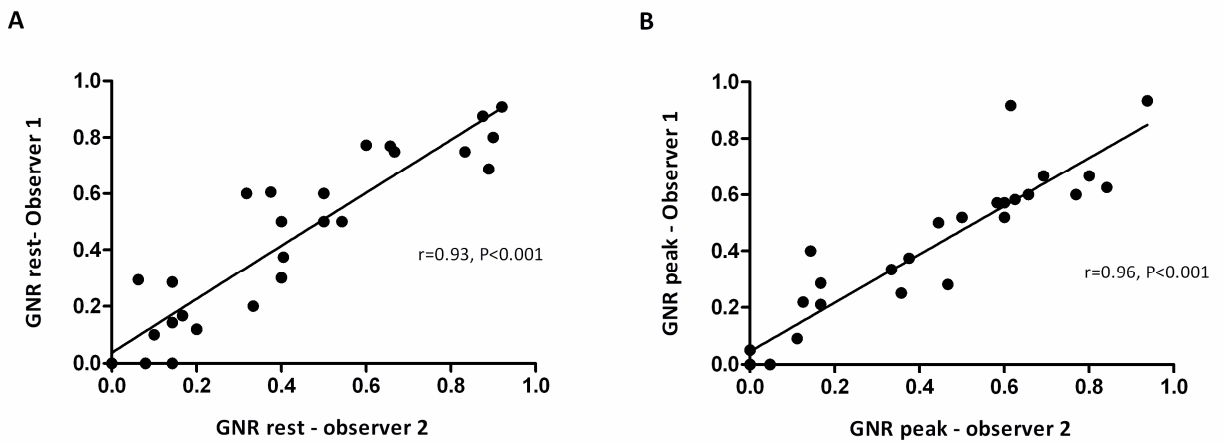 A
B
1.0
0.8
0.6
0.4
0.2
0.0
GNR rest- Observer 1
r=0.93, P<0.001
0.0 0.2 0.4 0.6 0.8 1.0
GNR rest - observer 2
1.0
0.8
0.6
0.4
0.2
0.0
GNR peak - Observer 1
r=0.96, P<0.001
0.0 0.2 0.4 0.6 0.8 1.0
GNR peak - observer 2